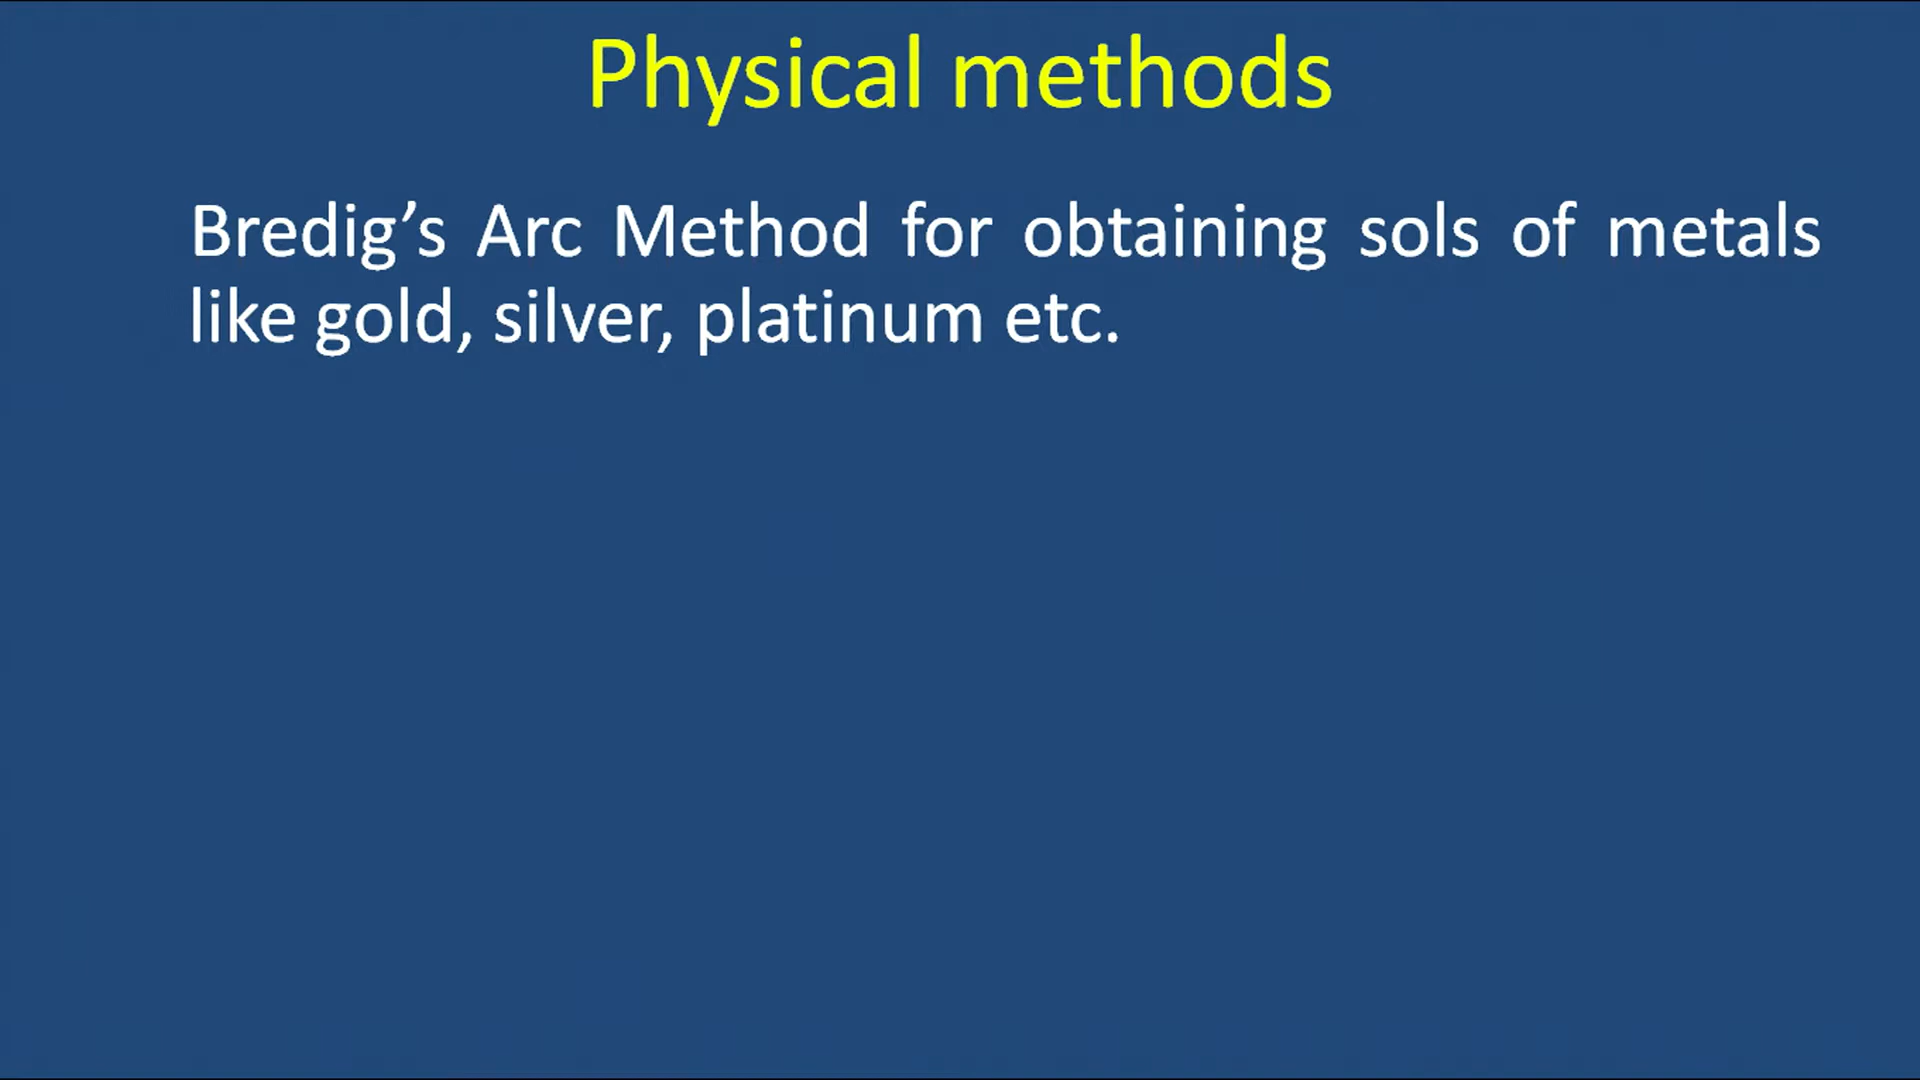 Physical methods
Bredig’s Arc Method for obtaining sols of metals
like gold, silver, platinum etc.